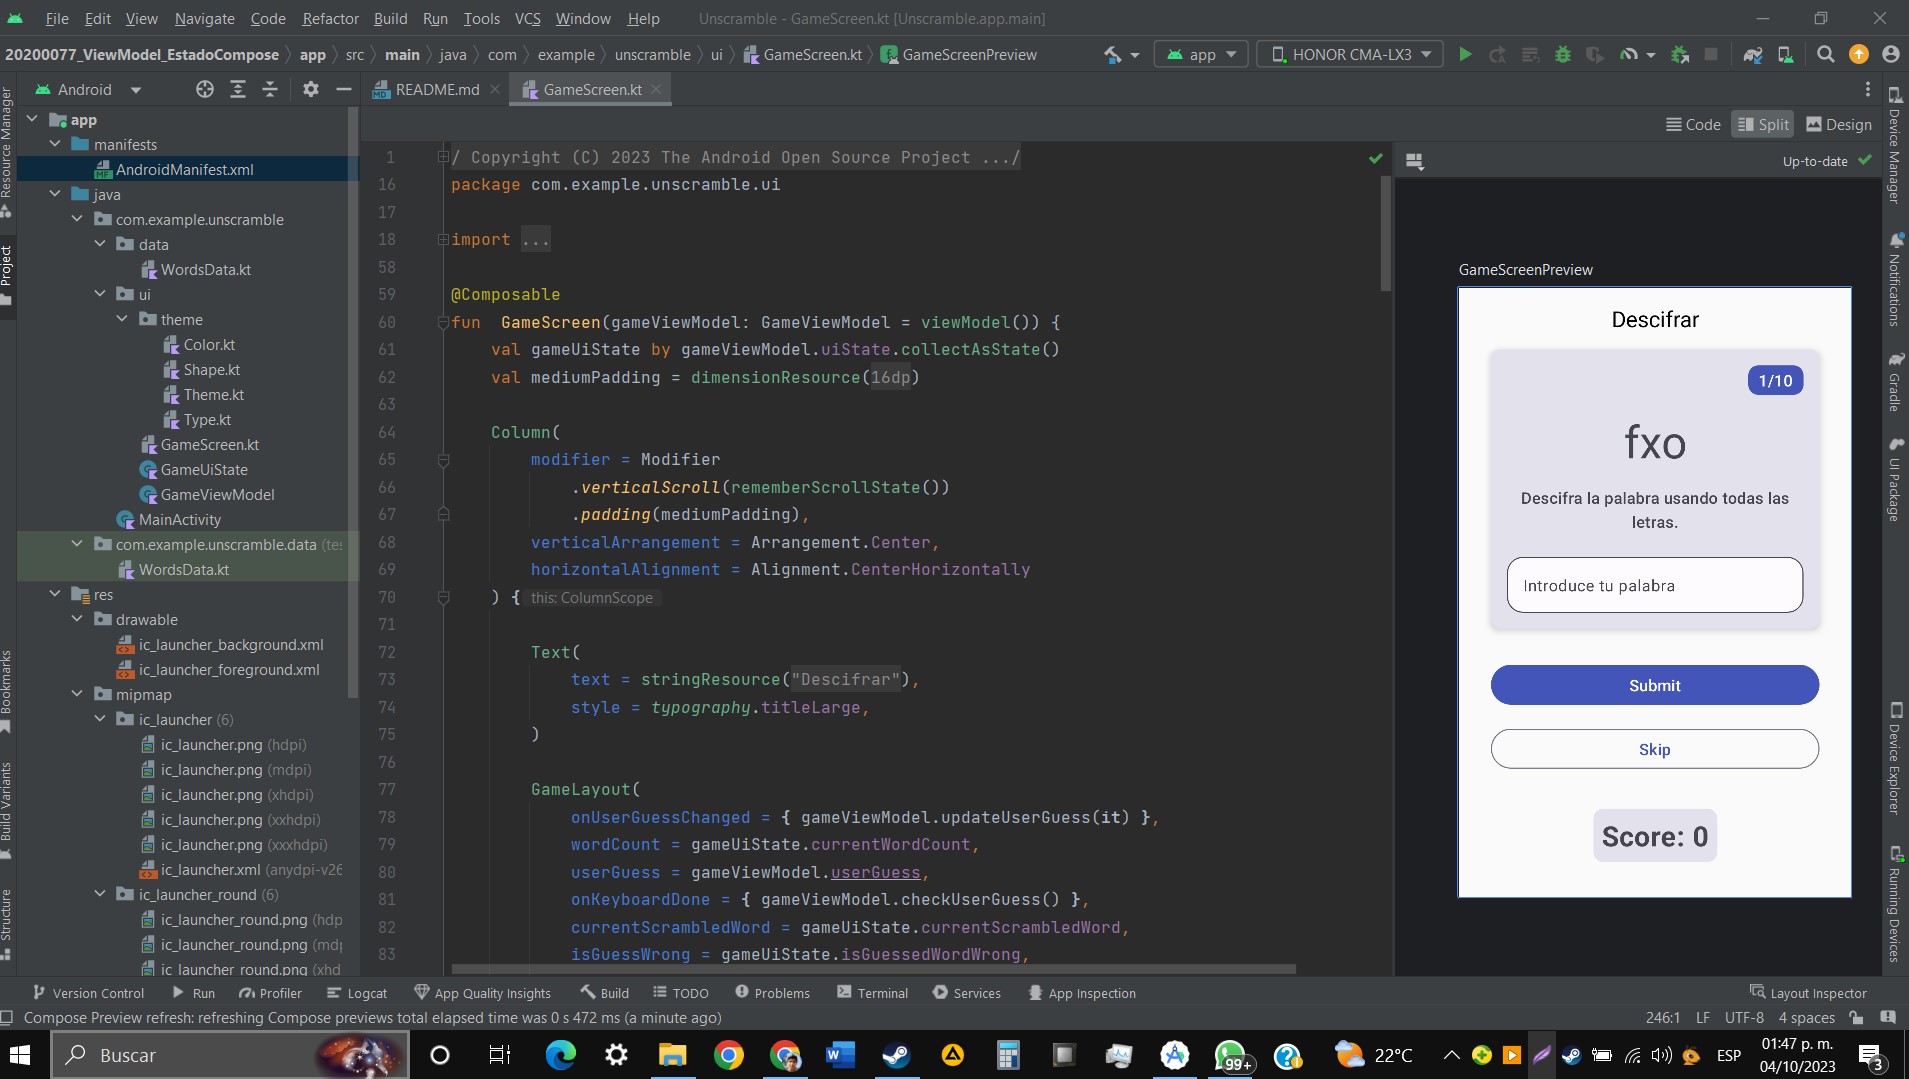 File Edit View Navigate Code Refactor Build Run Tools VCS Window Help Unscramble - GameScreen.kt [Unscramble.app.main]
20200077_ViewModel_EstadoCompose app src main java com example unscramble ui GameScreen.kt GameScreenPreview app HONOR CMA-LX3
Android README.md GameScreen.kt
Code Split Design
Up-to-date
Resource Manager
Project
Bookmarks
Build Variants
Structure
app
manifests
AndroidManifest.xml
java
com.example.unscramble
data
WordsData.kt
ui
theme
Color.kt
Shape.kt
Theme.kt
Type.kt
GameScreen.kt
GameUiState
GameViewModel
MainActivity
com.example.unscramble.data (tes
WordsData.kt
res
drawable
ic_launcher_background.xml
ic_launcher_foreground.xml
mipmap
ic_launcher (6)
ic_launcher.png (hdpi)
ic_launcher.png (mdpi)
ic_launcher.png (xhdpi)
ic_launcher.png (xxhdpi)
ic_launcher.png (xxxhdpi)
ic_launcher.xml (anydpi-v26
ic_launcher_round (6)
ic_launcher_round.png (hdp
ic_launcher_round.png (mdp
ic_launcher_round.png (xhd
1 / Copyright (C) 2023 The Android Open Source Project .../
16 package com.example.unscramble.ui
17
18 import ...
58
59 @Composable
60 fun GameScreen(gameViewModel: GameViewModel = viewModel()) {
61 val gameUiState by gameViewModel.uiState.collectAsState()
62 val mediumPadding = dimensionResource(16dp)
63
64 Column(
65 modifier = Modifier
66 .verticalScroll(rememberScrollState())
67 .padding(mediumPadding),
68 verticalArrangement = Arrangement.Center,
69 horizontalAlignment = Alignment.CenterHorizontally
70 ) { this: ColumnScope
71
72 Text(
73 text = stringResource("Descifrar"),
74 style = typography.titleLarge,
75 )
76
77 GameLayout(
78 onUserGuessChanged = { gameViewModel.updateUserGuess(it) },
79 wordCount = gameUiState.currentWordCount,
80 userGuess = gameViewModel.userGuess,
81 onKeyboardDone = { gameViewModel.checkUserGuess() },
82 currentScrambledWord = gameUiState.currentScrambledWord,
83 isGuessWrong = gameUiState.isGuessedWordWrong,
GameScreenPreview
Descifrar
1/10
fxo
Descifra la palabra usando todas las
letras.
Introduce tu palabra
Submit
Skip
Score: 0
Device Manager
Notifications
Gradle
UI Package
Device Explorer
Running Devices
Version Control Run Profiler Logcat App Quality Insights Build TODO Problems Terminal Services App Inspection Layout Inspector
Compose Preview refresh: refreshing Compose previews total elapsed time was 0 s 472 ms (a minute ago) 246:1 LF UTF-8 4 spaces
Buscar 99+ 22°C ESP 01:47 p. m.
04/10/2023 3